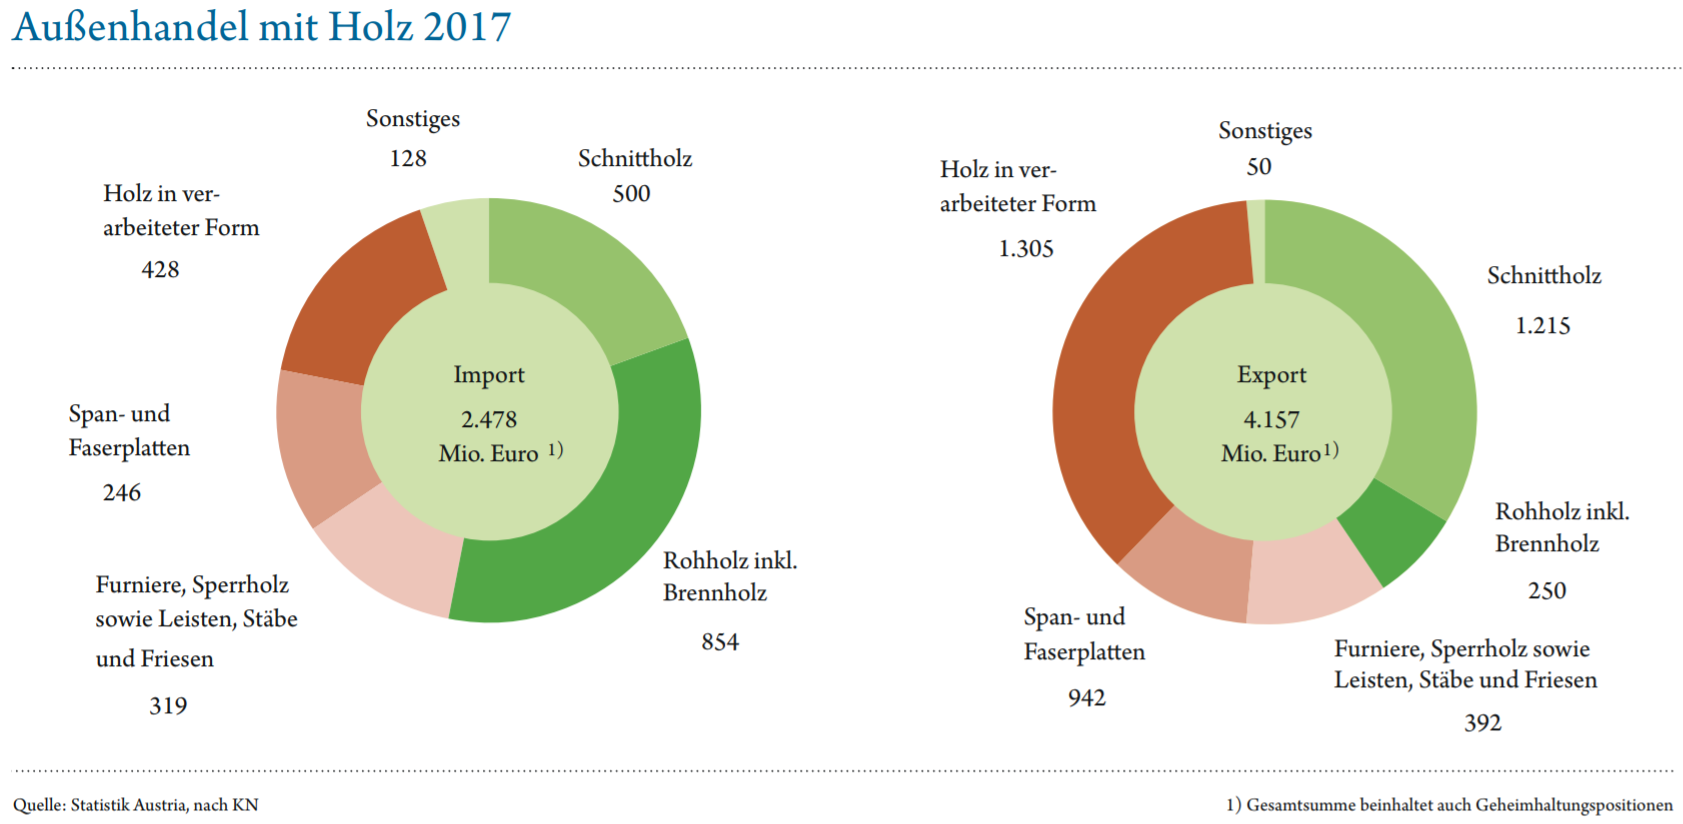 Außenhandel mit Holz 2017
Sonstiges
128
Schnittholz
500
Holz in ver-
arbeiteter Form
428
Span- und
Faserplatten
246
Furniere, Sperrholz
sowie Leisten, Stäbe
und Friesen
319
Rohholz inkl.
Brennholz
854
Import
2.478
Mio. Euro 1)
Sonstiges
50
Holz in ver-
arbeiteter Form
1.305
Schnittholz
1.215
Export
4.157
Mio. Euro 1)
Rohholz inkl.
Brennholz
250
Span- und
Faserplatten
942
Furniere, Sperrholz sowie
Leisten, Stäbe und Friesen
392
Quelle: Statistik Austria, nach KN
1) Gesamtsumme beinhaltet auch Geheimhaltungspositionen